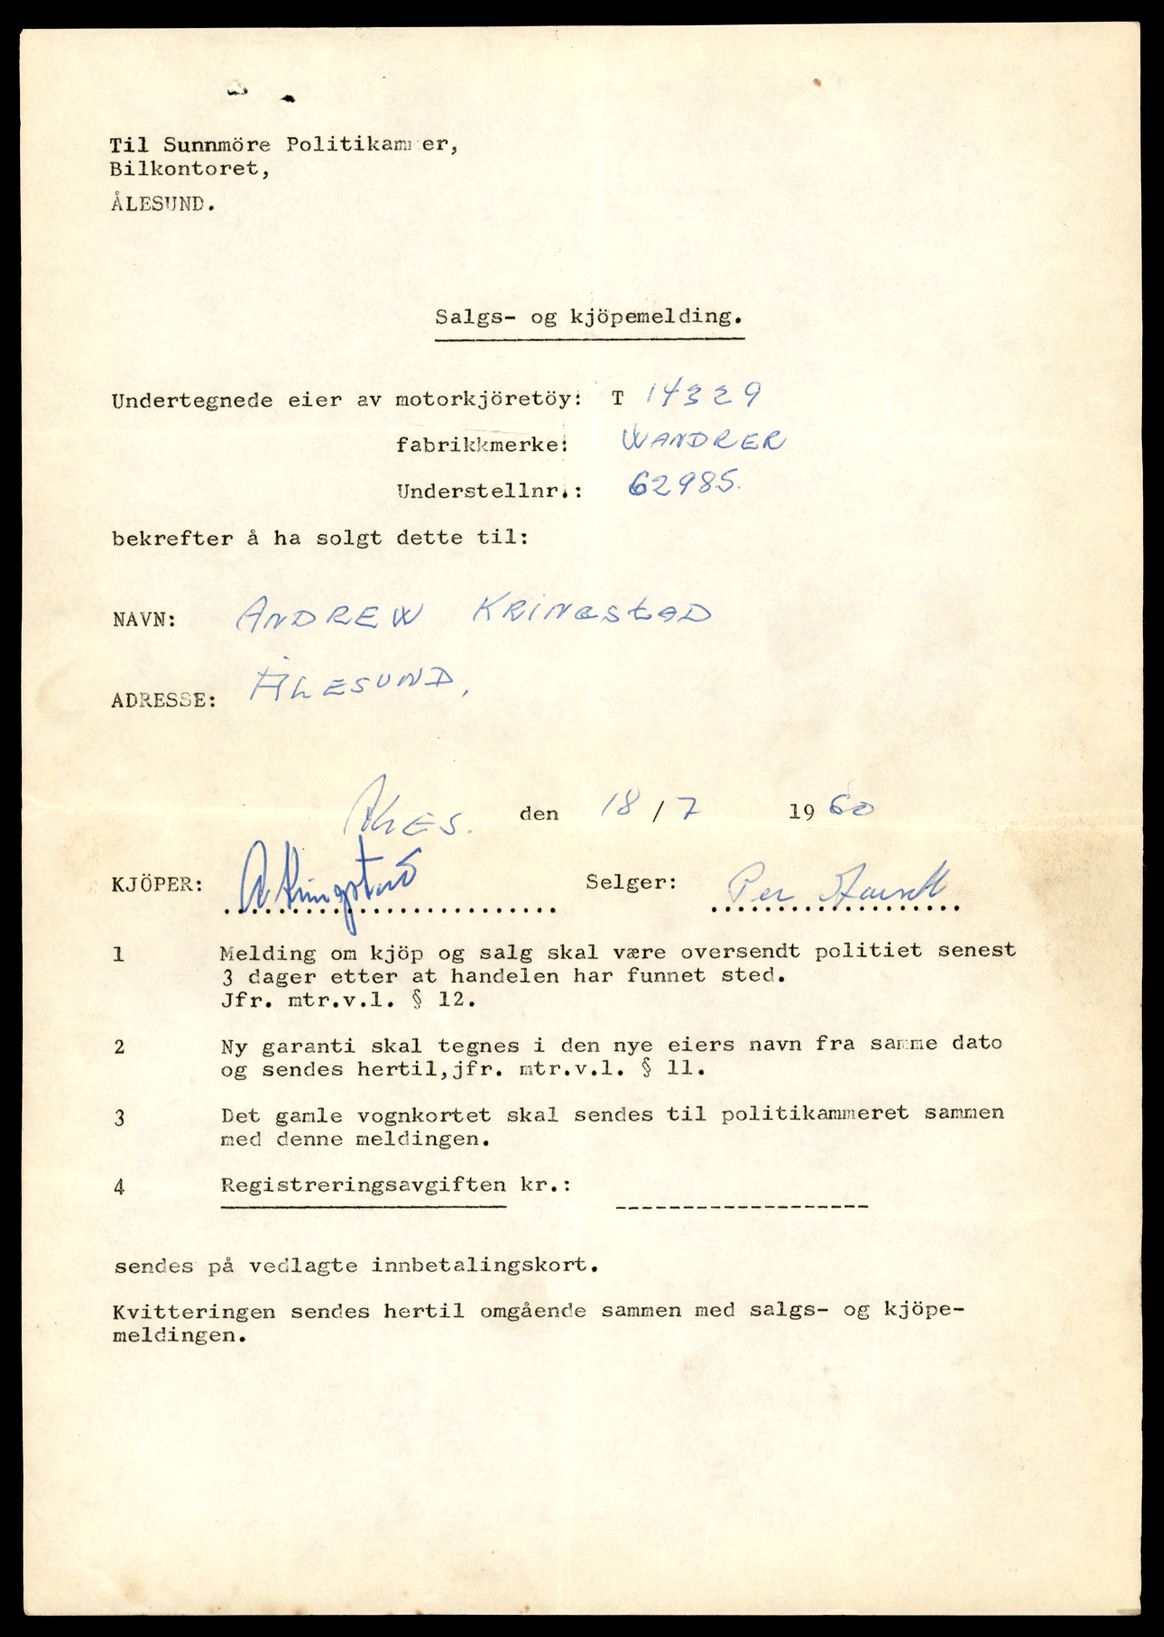 Til Sunnmöre Politikammer,
Bilkontoret,
ÅLESUND.
Salgs- og kjöpemelding.
Undertegnede eier av motorkjöretöy: T 14329
fabrikkmerke: WANDRER
Understellnr.: 62985.
bekrefter å ha solgt dette til:
NAVN: ANDREW KRINGSTAD
ADRESSE: ÅLESUND,
Ales. den 18/7 1960
KJÖPER: A Kringstad Selger: Per
1 Melding om kjöp og salg skal være oversendt politiet senest
3 dager etter at handelen har funnet sted.
Jfr. mtr.v.l. § 12.
2 Ny garanti skal tegnes i den nye eiers navn fra samme dato
og sendes hertil,jfr. mtr.v.l. § 11.
3 Det gamle vognkortet skal sendes til politikammeret sammen
med denne meldingen.
4 Registreringsavgiften kr.:
sendes på vedlagte innbetalingskort.
Kvitteringen sendes hertil omgående sammen med salgs- og kjöpe-
meldingen.